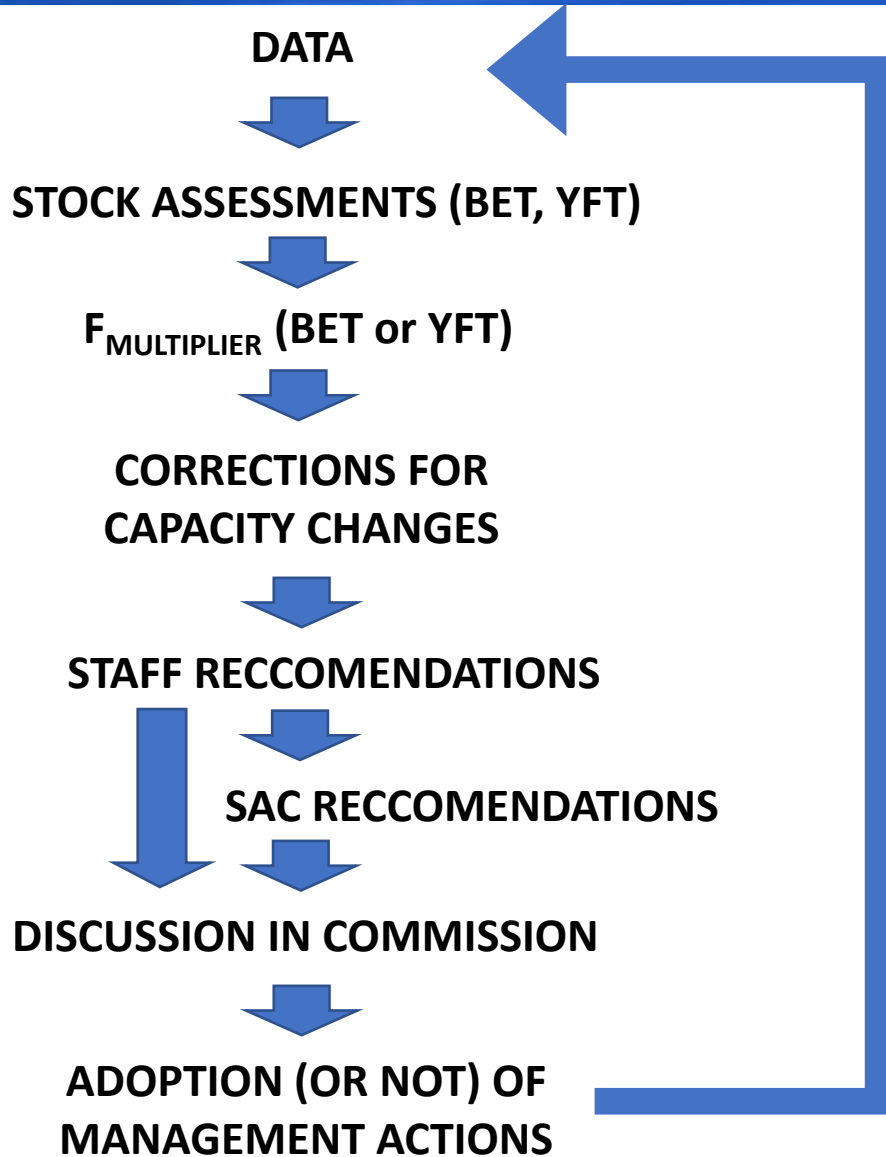 DATA
STOCK ASSESSMENTS (BET, YFT)
FMULTIPLIER (BET or YFT)
CORRECTIONS FOR
CAPACITY CHANGES
STAFF RECCOMENDATIONS
SAC RECCOMENDATIONS
DISCUSSION IN COMMISSION
ADOPTION (OR NOT) OF
MANAGEMENT ACTIONS